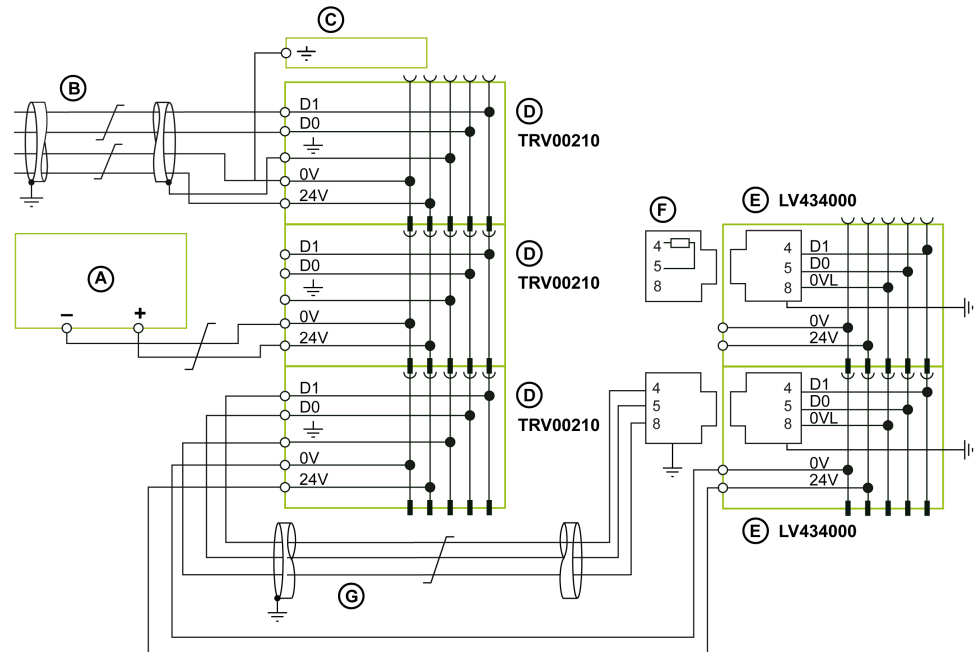 C
B
D1
D0
0V
24V
D
TRV00210
A
− +
D1
D0
0V
24V
D
TRV00210
D1
D0
0V
24V
D
TRV00210
F
4
5
8
E LV434000
4 D1
5 D0
8 0VL
0V
24V
4
5
8
4 D1
5 D0
8 0VL
0V
24V
E LV434000
G